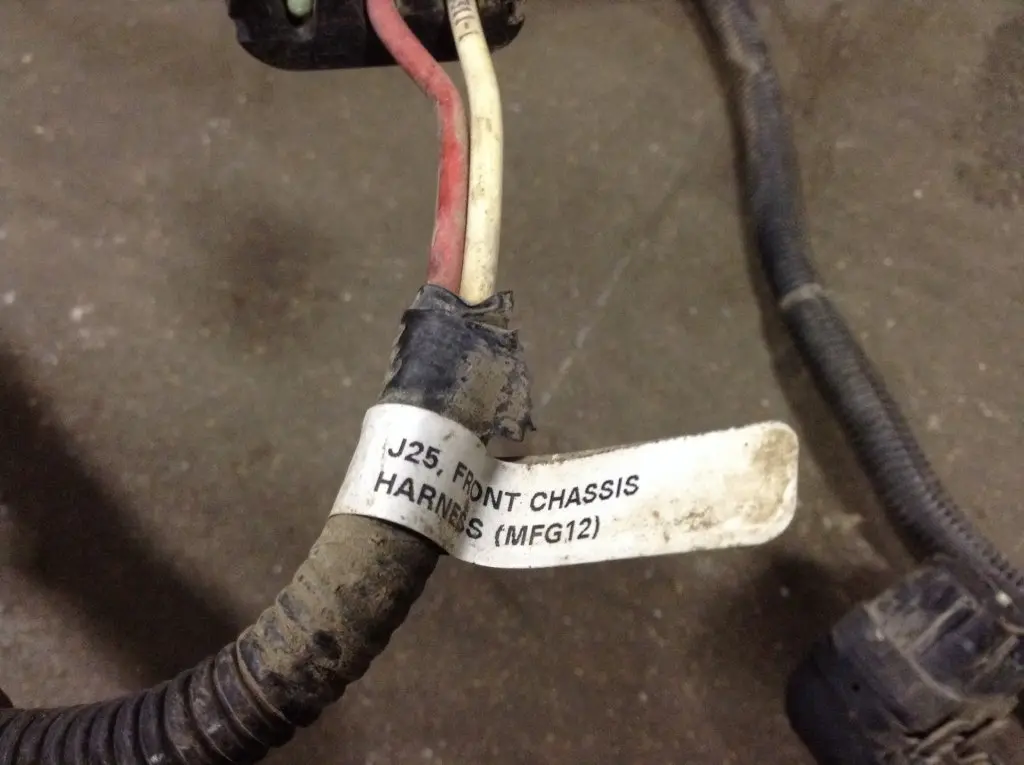 J25, FRONT CHASSIS
HARNESS (MFG12)